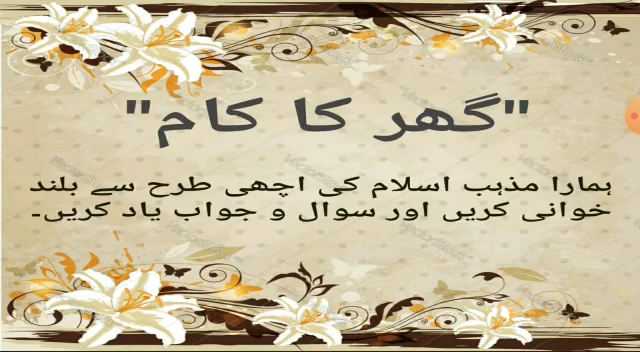 "گھر کا کام"
ہمارا مذہب اسلام کی اچھی طرح سے بلند
خوانی کریں اور سوال و جواب یاد کریں۔